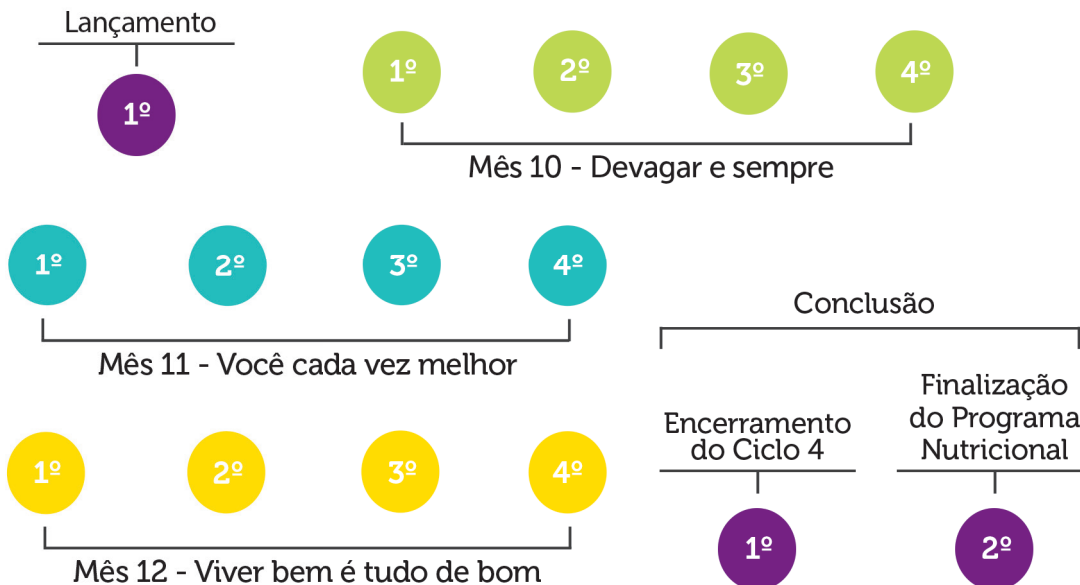 Lançamento
1º
1º 2º 3º 4º
Mês 10 - Devagar e sempre
1º 2º 3º 4º
Mês 11 - Você cada vez melhor
1º 2º 3º 4º
Mês 12 - Viver bem é tudo de bom
Conclusão
Encerramento
do Ciclo 4
1º
Finalização
do Programa
Nutricional
2º